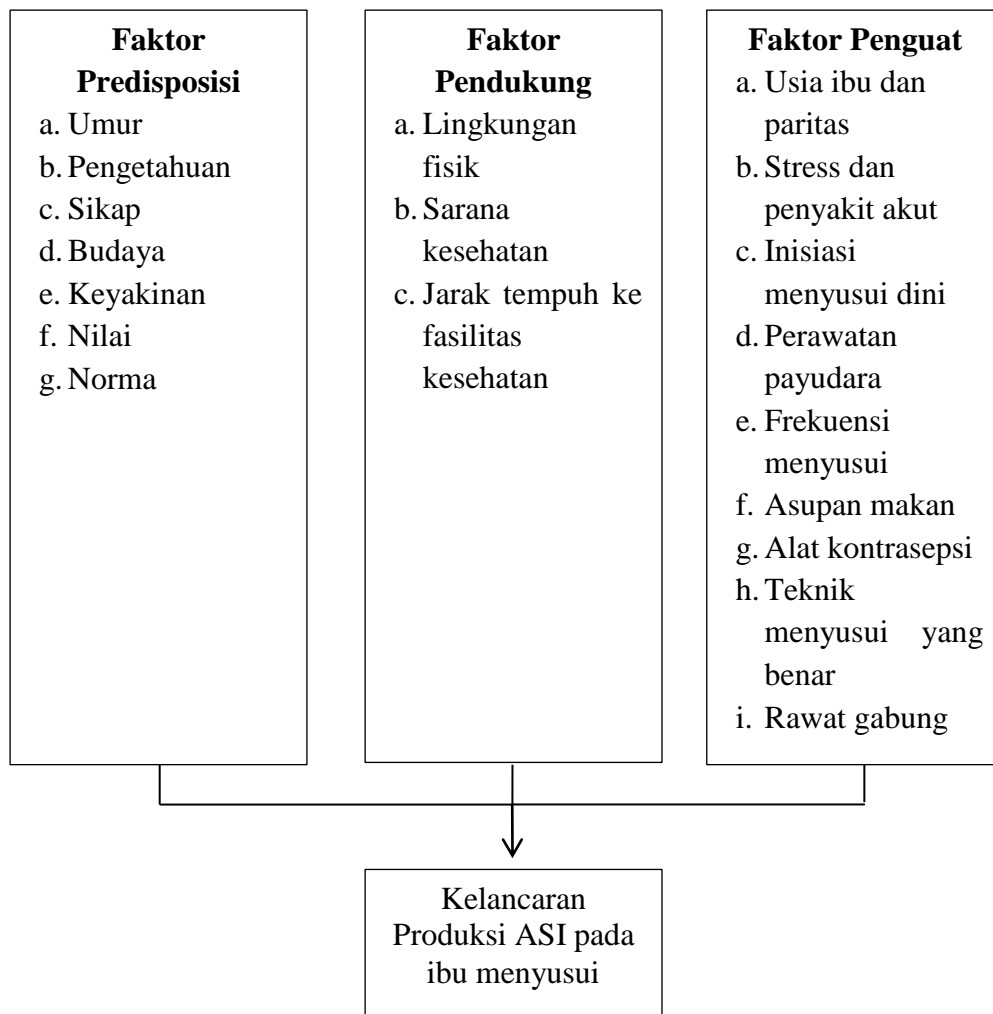 Faktor
Predisposisi
a. Umur
b. Pengetahuan
c. Sikap
d. Budaya
e. Keyakinan
f. Nilai
g. Norma
Faktor
Pendukung
a. Lingkungan
fisik
b. Sarana
kesehatan
c. Jarak tempuh ke
fasilitas
kesehatan
Faktor Penguat
a. Usia ibu dan
paritas
b. Stress dan
penyakit akut
c. Inisiasi
menyusui dini
d. Perawatan
payudara
e. Frekuensi
menyusui
f. Asupan makan
g. Alat kontrasepsi
h. Teknik
menyusui yang
benar
i. Rawat gabung
Kelancaran
Produksi ASI pada
ibu menyusui